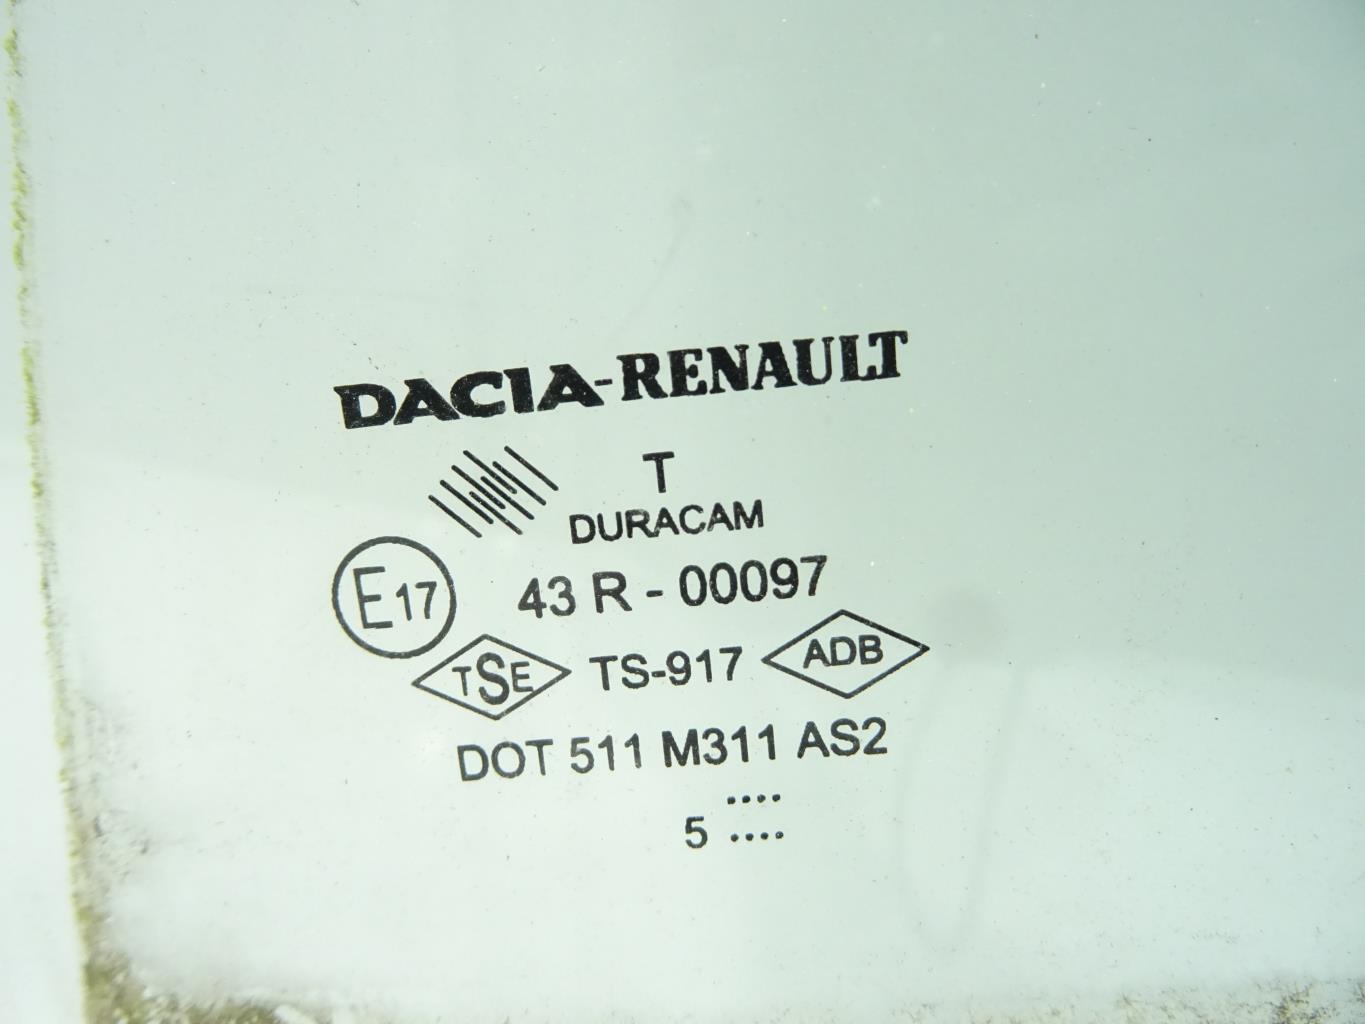 DACIA-RENAULT
T
DURACAM
E17 43 R - 00097
TSE TS-917 ADB
DOT 511 M311 AS2
....
5 ....